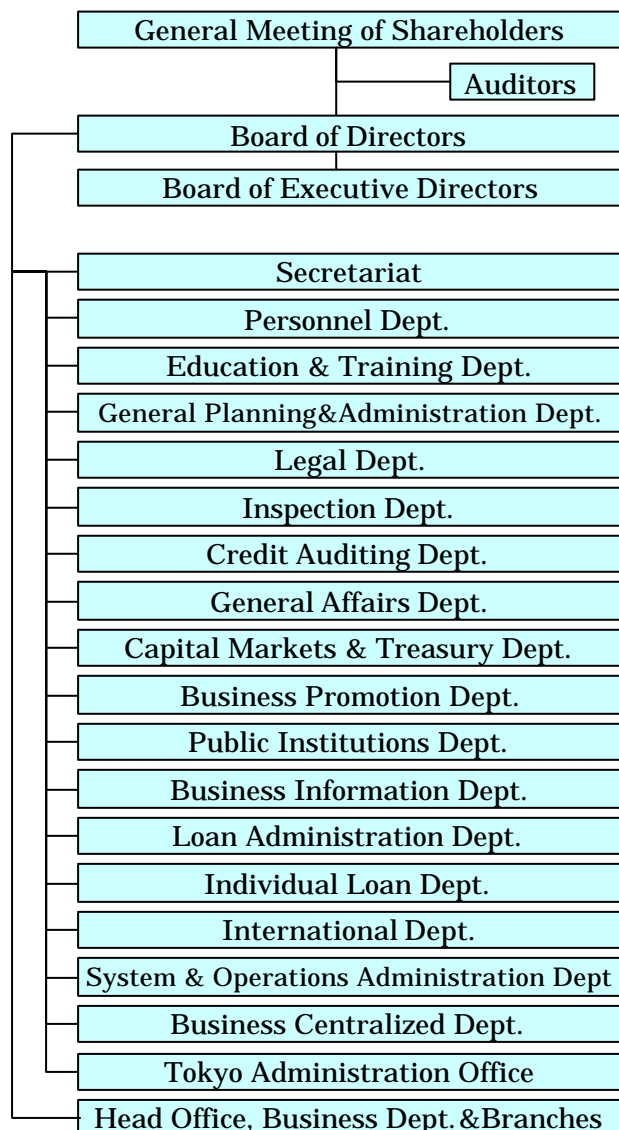 General Meeting of Shareholders
Auditors
Board of Directors
Board of Executive Directors
Secretariat
Personnel Dept.
Education & Training Dept.
General Planning&Administration Dept.
Legal Dept.
Inspection Dept.
Credit Auditing Dept.
General Affairs Dept.
Capital Markets & Treasury Dept.
Business Promotion Dept.
Public Institutions Dept.
Business Information Dept.
Loan Administration Dept.
Individual Loan Dept.
International Dept.
System & Operations Administration Dept
Business Centralized Dept.
Tokyo Administration Office
Head Office, Business Dept.&Branches